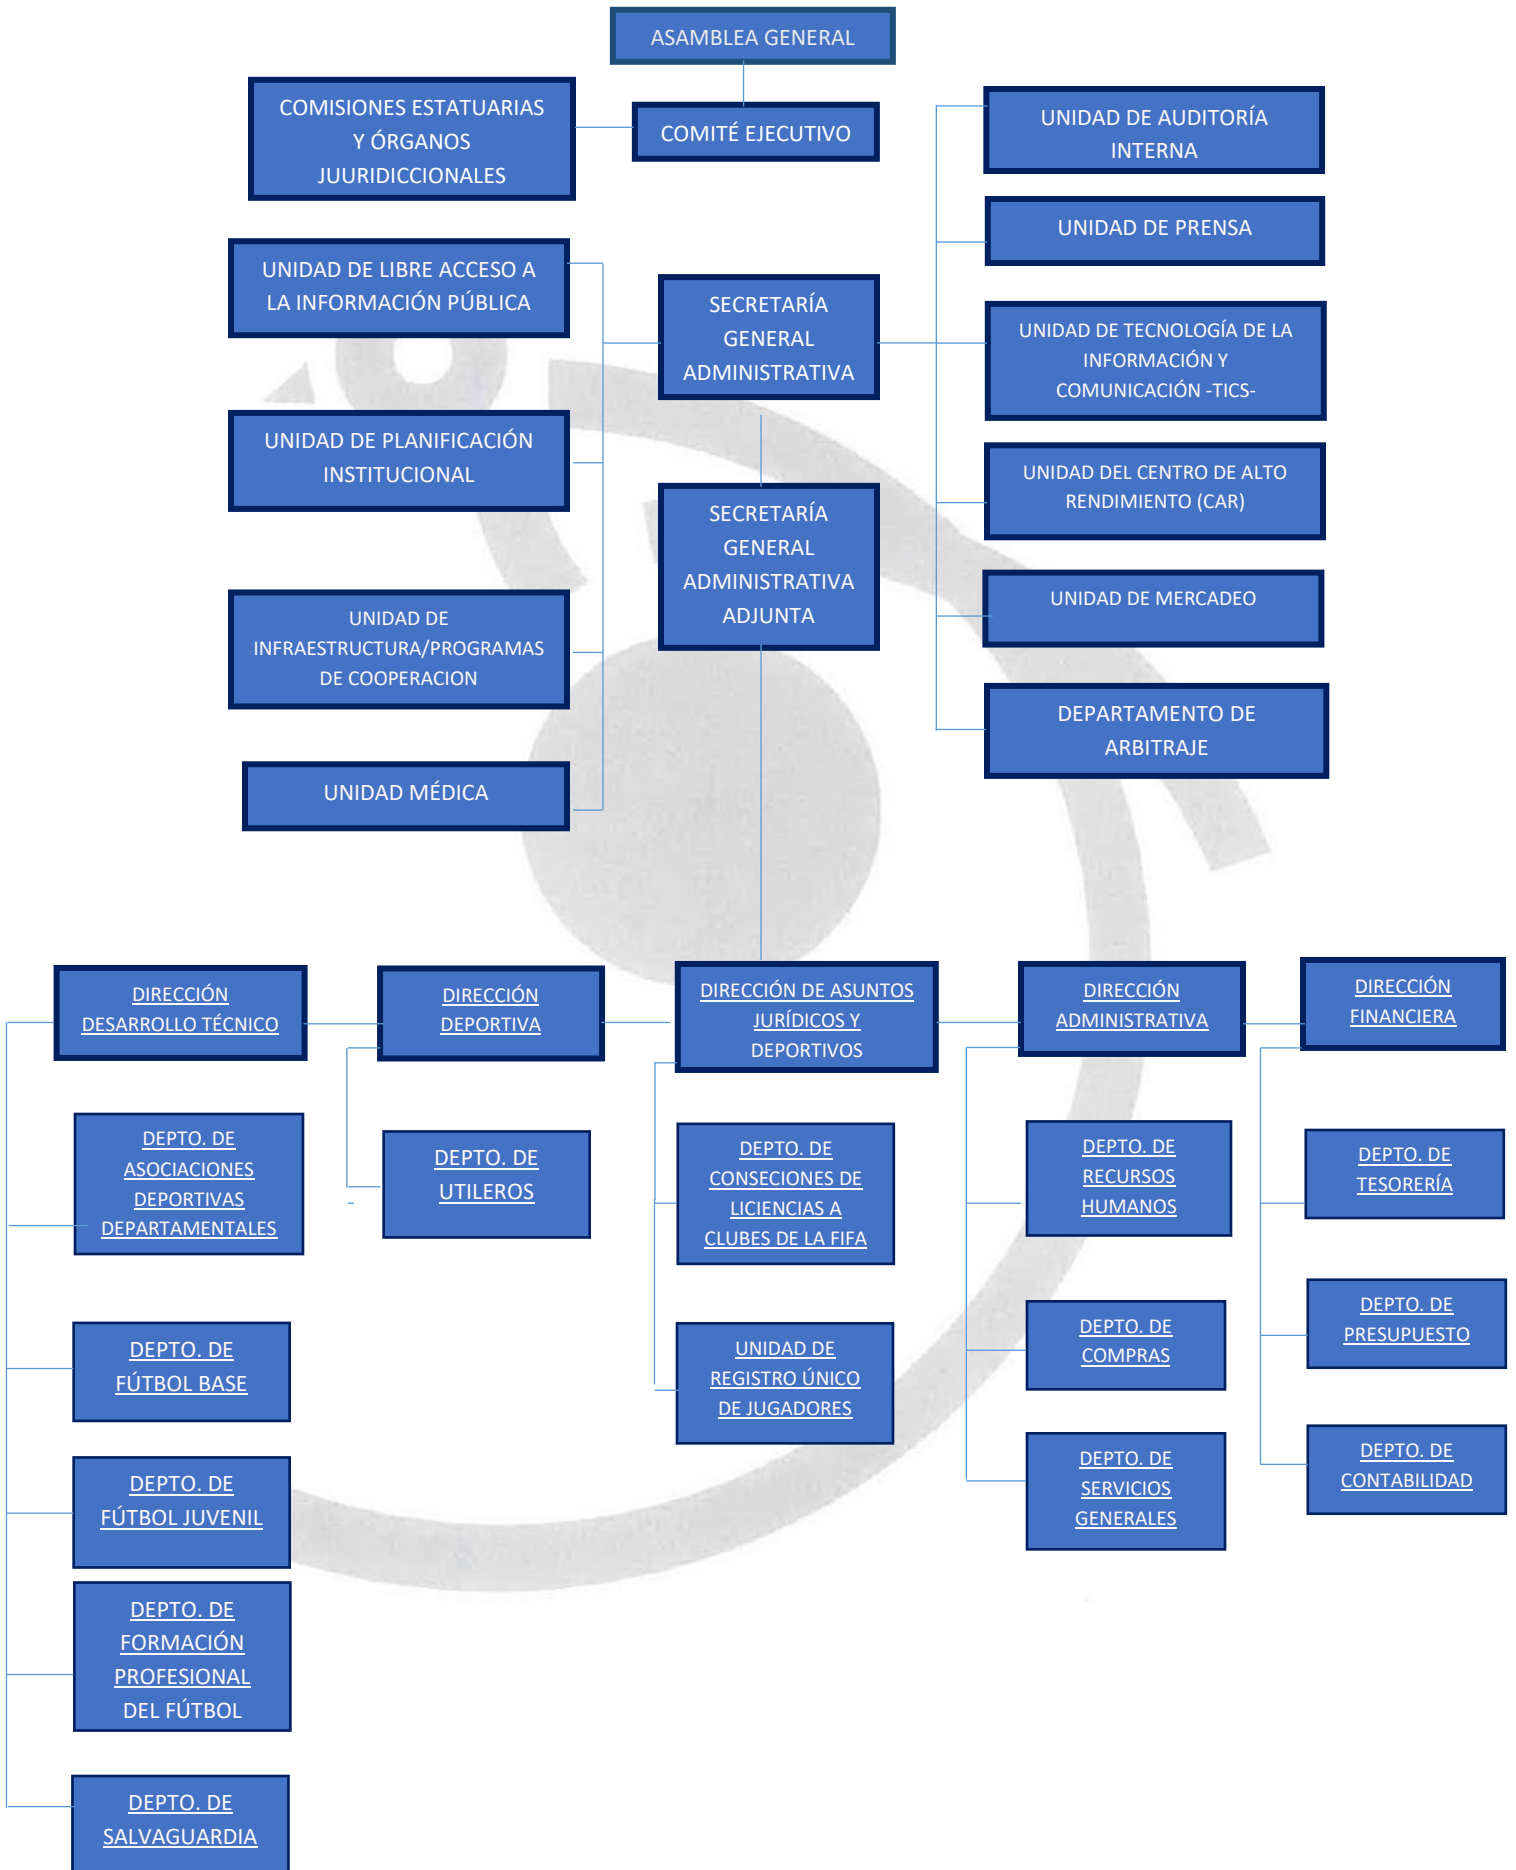 ASAMBLEA GENERAL
COMISIONES ESTATUARIAS
Y ÓRGANOS
JUURIDICCIONALES
COMITÉ EJECUTIVO
UNIDAD DE AUDITORÍA
INTERNA
UNIDAD DE PRENSA
UNIDAD DE LIBRE ACCESO A
LA INFORMACIÓN PÚBLICA
SECRETARÍA
GENERAL
ADMINISTRATIVA
UNIDAD DE TECNOLOGÍA DE LA
INFORMACIÓN Y
COMUNICACIÓN -TICS-
UNIDAD DE PLANIFICACIÓN
INSTITUCIONAL
SECRETARÍA
GENERAL
ADMINISTRATIVA
ADJUNTA
UNIDAD DEL CENTRO DE ALTO
RENDIMIENTO (CAR)
UNIDAD DE
INFRAESTRUCTURA/PROGRAMAS
DE COOPERACION
UNIDAD DE MERCADEO
DEPARTAMENTO DE
ARBITRAJE
UNIDAD MÉDICA
DIRECCIÓN
DESARROLLO TÉCNICO
DIRECCIÓN
DEPORTIVA
DIRECCIÓN DE ASUNTOS
JURÍDICOS Y
DEPORTIVOS
DIRECCIÓN
ADMINISTRATIVA
DIRECCIÓN
FINANCIERA
DEPTO. DE
ASOCIACIONES
DEPORTIVAS
DEPARTAMENTALES
DEPTO. DE
UTILEROS
DEPTO. DE
CONSECIONES DE
LICIENCIAS A
CLUBES DE LA FIFA
DEPTO. DE
RECURSOS
HUMANOS
DEPTO. DE
TESORERÍA
DEPTO. DE
FÚTBOL BASE
UNIDAD DE
REGISTRO ÚNICO
DE JUGADORES
DEPTO. DE
COMPRAS
DEPTO. DE
PRESUPUESTO
DEPTO. DE
FÚTBOL JUVENIL
DEPTO. DE
SERVICIOS
GENERALES
DEPTO. DE
CONTABILIDAD
DEPTO. DE
FORMACIÓN
PROFESIONAL
DEL FÚTBOL
DEPTO. DE
SALVAGUARDIA